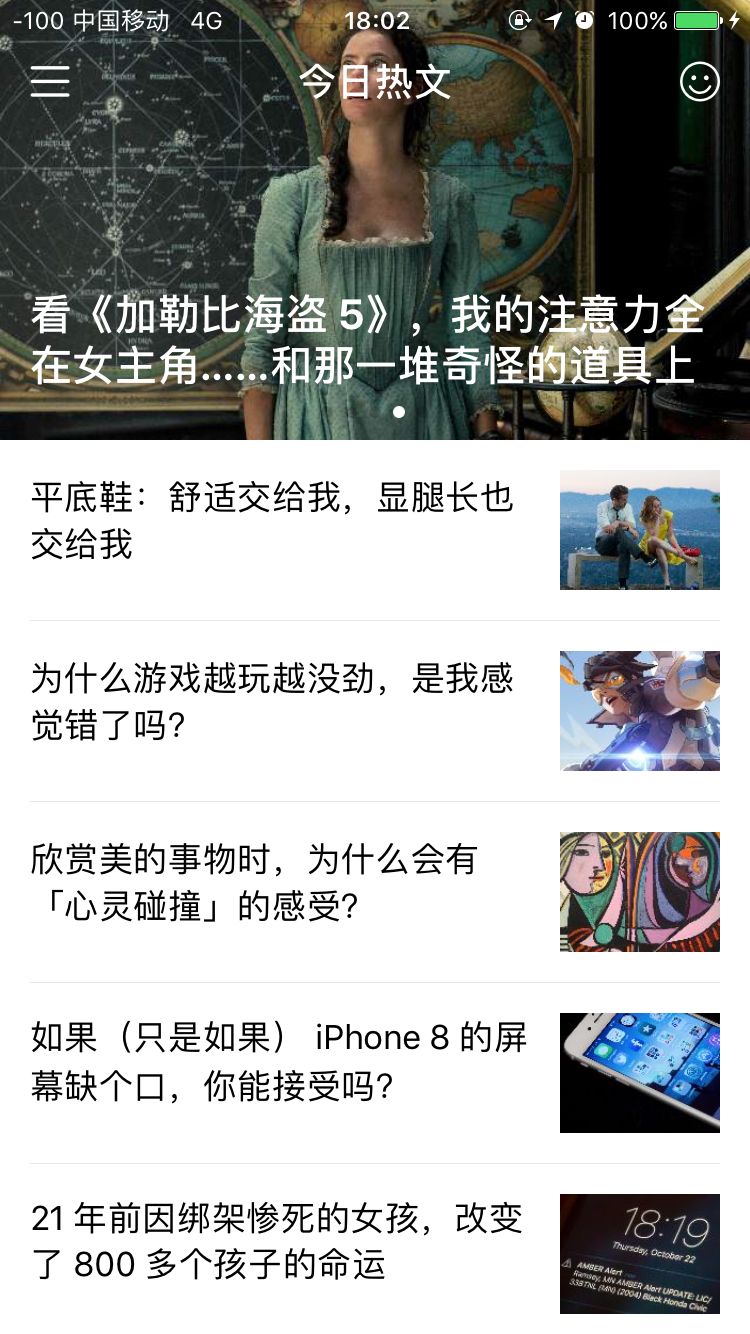 -100 中国移动 4G 18:02 100%
今日热文
看《加勒比海盗 5》，我的注意力全
在女主角……和那一堆奇怪的道具上
平底鞋：舒适交给我，显腿长也
交给我
为什么游戏越玩越没劲，是我感
觉错了吗？
欣赏美的事物时，为什么会有
「心灵碰撞」的感受？
如果（只是如果） iPhone 8 的屏
幕缺个口，你能接受吗？
21 年前因绑架惨死的女孩，改变
了 800 多个孩子的命运
18:19
Thursday, October 22
AMBER Alert
Ramsey, MN AMBER Alert UPDATE: LIC/
338TNL (MN) (2004) Black Honda Civic